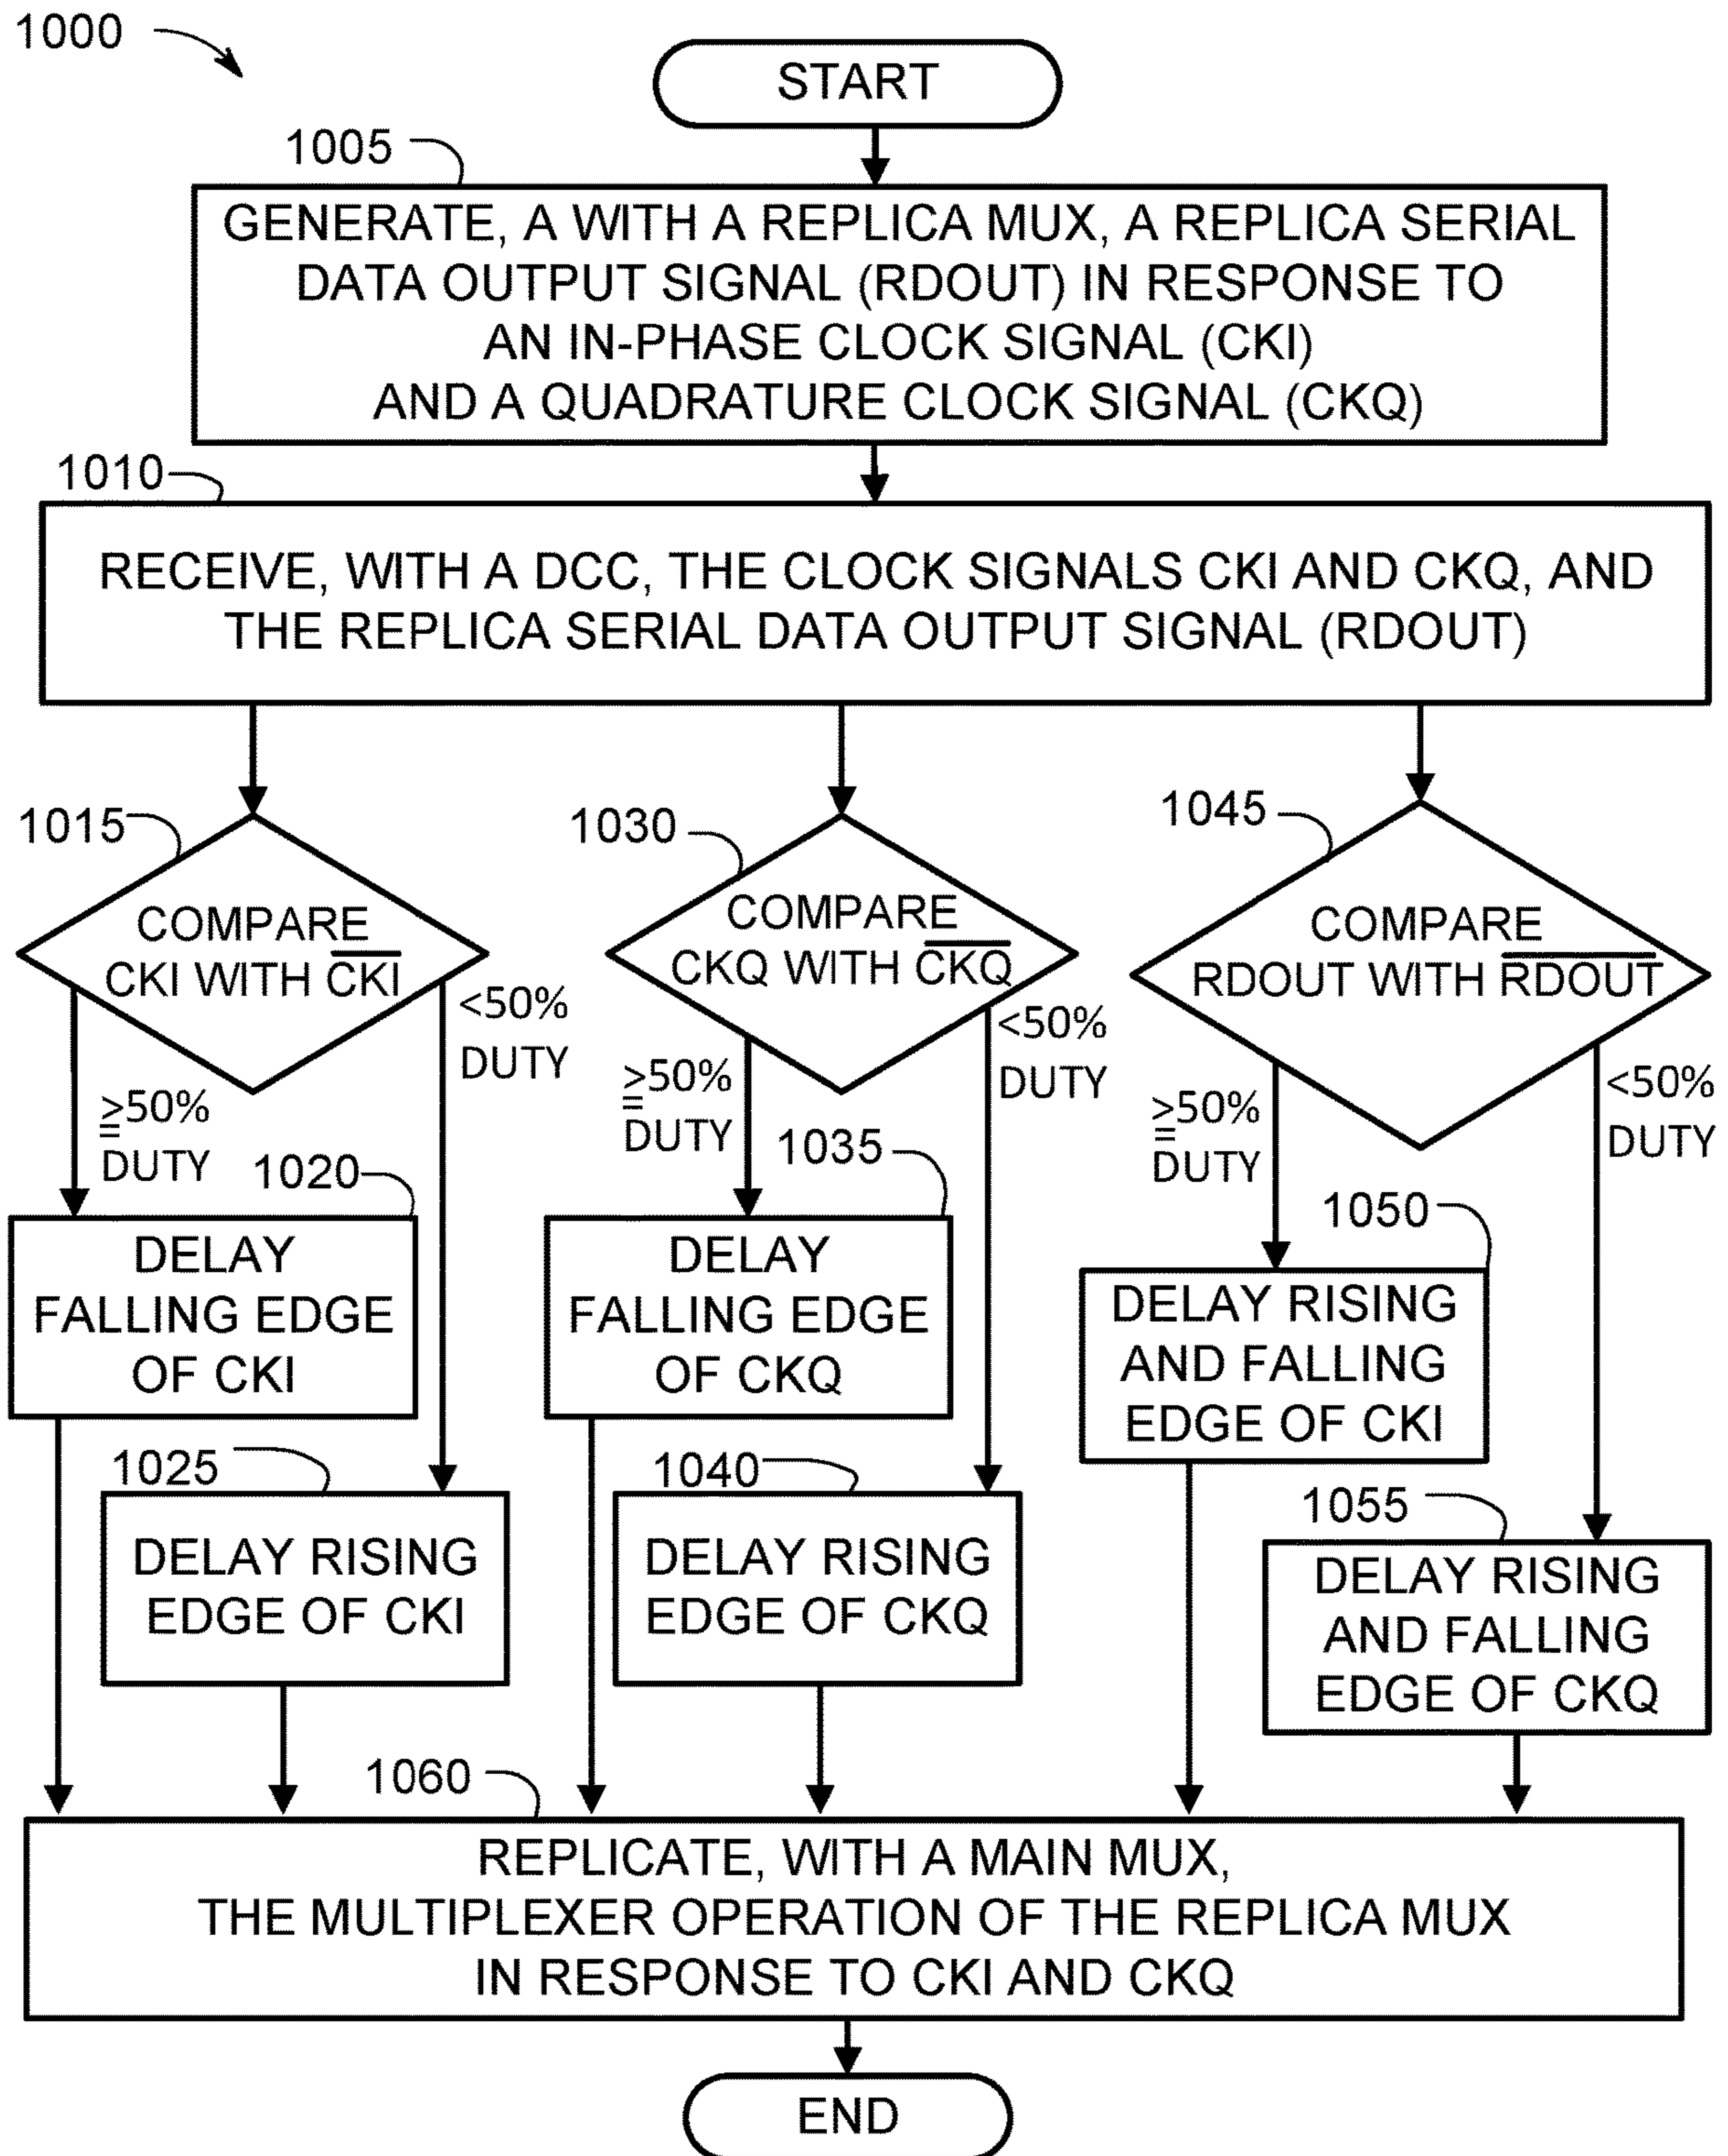 1000
START
1005
GENERATE, A WITH A REPLICA MUX, A REPLICA SERIAL
DATA OUTPUT SIGNAL (RDOUT) IN RESPONSE TO
AN IN-PHASE CLOCK SIGNAL (CKI)
AND A QUADRATURE CLOCK SIGNAL (CKQ)
1010
RECEIVE, WITH A DCC, THE CLOCK SIGNALS CKI AND CKQ, AND
THE REPLICA SERIAL DATA OUTPUT SIGNAL (RDOUT)
1015
COMPARE
CKI WITH C̅K̅I̅
≥50%
DUTY
<50%
DUTY
1020
DELAY
FALLING EDGE
OF CKI
1025
DELAY RISING
EDGE OF CKI
1030
COMPARE
CKQ WITH C̅K̅Q̅
≥50%
DUTY
<50%
DUTY
1035
DELAY
FALLING EDGE
OF CKQ
1040
DELAY RISING
EDGE OF CKQ
1045
COMPARE
RDOUT WITH R̅D̅O̅U̅T̅
≥50%
DUTY
<50%
DUTY
1050
DELAY RISING
AND FALLING
EDGE OF CKI
1055
DELAY RISING
AND FALLING
EDGE OF CKQ
1060
REPLICATE, WITH A MAIN MUX,
THE MULTIPLEXER OPERATION OF THE REPLICA MUX
IN RESPONSE TO CKI AND CKQ
END